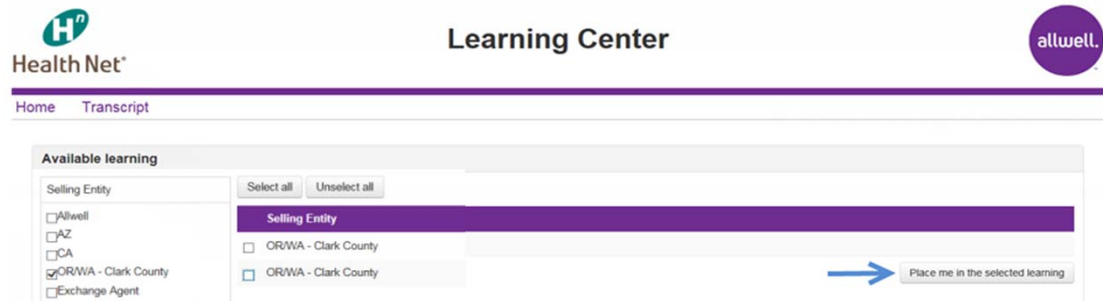 Hn
Health Net®
Learning Center
allwell.
Home Transcript
Available learning
Selling Entity
Select all Unselect all
Allwell
AZ
CA
OR/WA - Clark County
Exchange Agent
Selling Entity
OR/WA - Clark County
OR/WA - Clark County
Place me in the selected learning